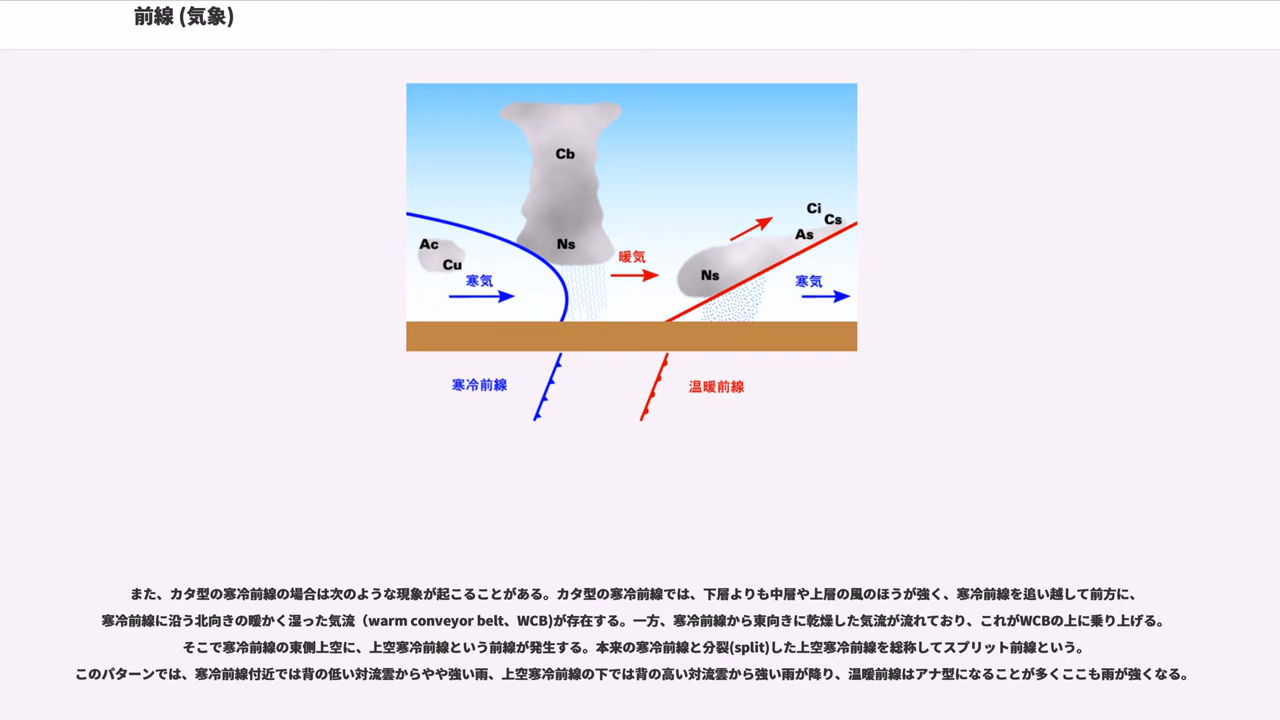 前線 (気象)
Cb
Ci
Cs
As
Ac
Ns
暖気
Cu
寒気
Ns
寒気
寒冷前線
温暖前線
また、カタ型の寒冷前線の場合は次のような現象が起こることがある。カタ型の寒冷前線では、下層よりも中層や上層の風のほうが強く、寒冷前線を追い越して前方に、
寒冷前線に沿う北向きの暖かく湿った気流（warm conveyor belt、WCB)が存在する。一方、寒冷前線から東向きに乾燥した気流が流れており、これがWCBの上に乗り上げる。
そこで寒冷前線の東側上空に、上空寒冷前線という前線が発生する。本来の寒冷前線と分裂(split)した上空寒冷前線を総称してスプリット前線という。
このパターンでは、寒冷前線付近では背の低い対流雲からやや強い雨、上空寒冷前線の下では背の高い対流雲から強い雨が降り、温暖前線はアナ型になることが多くここも雨が強くなる。